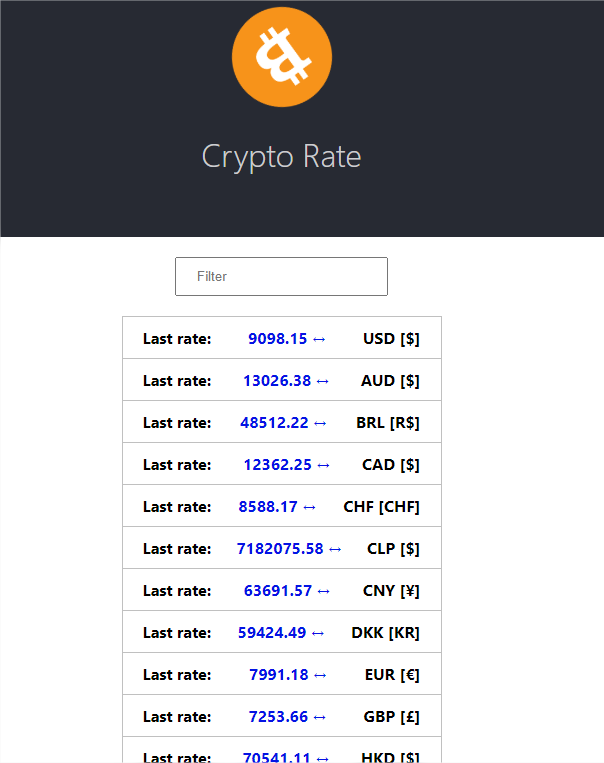 Crypto Rate
Filter
Last rate: 9098.15 ↔ USD [$]
Last rate: 13026.38 ↔ AUD [$]
Last rate: 48512.22 ↔ BRL [R$]
Last rate: 12362.25 ↔ CAD [$]
Last rate: 8588.17 ↔ CHF [CHF]
Last rate: 7182075.58 ↔ CLP [$]
Last rate: 63691.57 ↔ CNY [¥]
Last rate: 59424.49 ↔ DKK [KR]
Last rate: 7991.18 ↔ EUR [€]
Last rate: 7253.66 ↔ GBP [£]
Last rate: 70541.11 ↔ HKD [$]